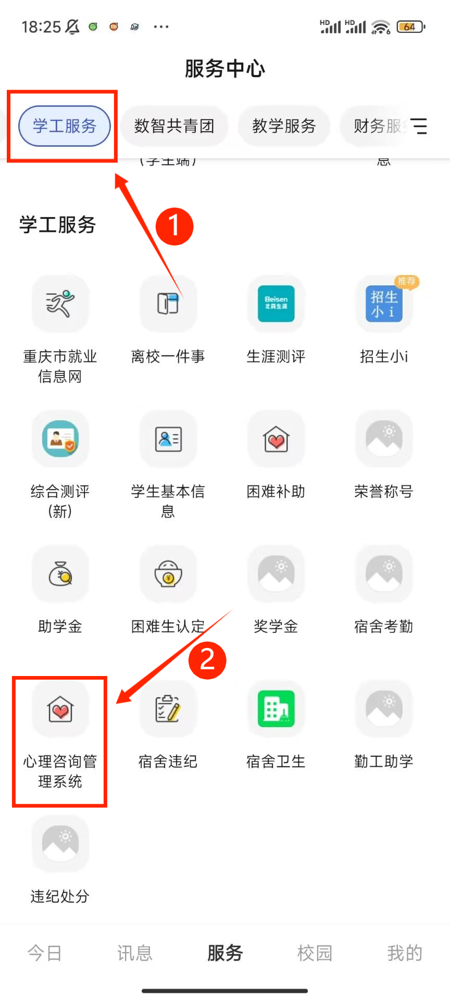 18:25
HD HD 6 64
服务中心
学工服务 数智共青团 教学服务 财务服
(学生端) 息
学工服务
1
Beisen
北森生涯
推荐
招生
小 i
重庆市就业
信息网
离校一件事
生涯测评
招生小i
综合测评
(新)
学生基本信
息
困难补助
荣誉称号
助学金
困难生认定
奖学金
宿舍考勤
2
心理咨询管
理系统
宿舍违纪
宿舍卫生
勤工助学
违纪处分
今日 讯息 服务 校园 我的